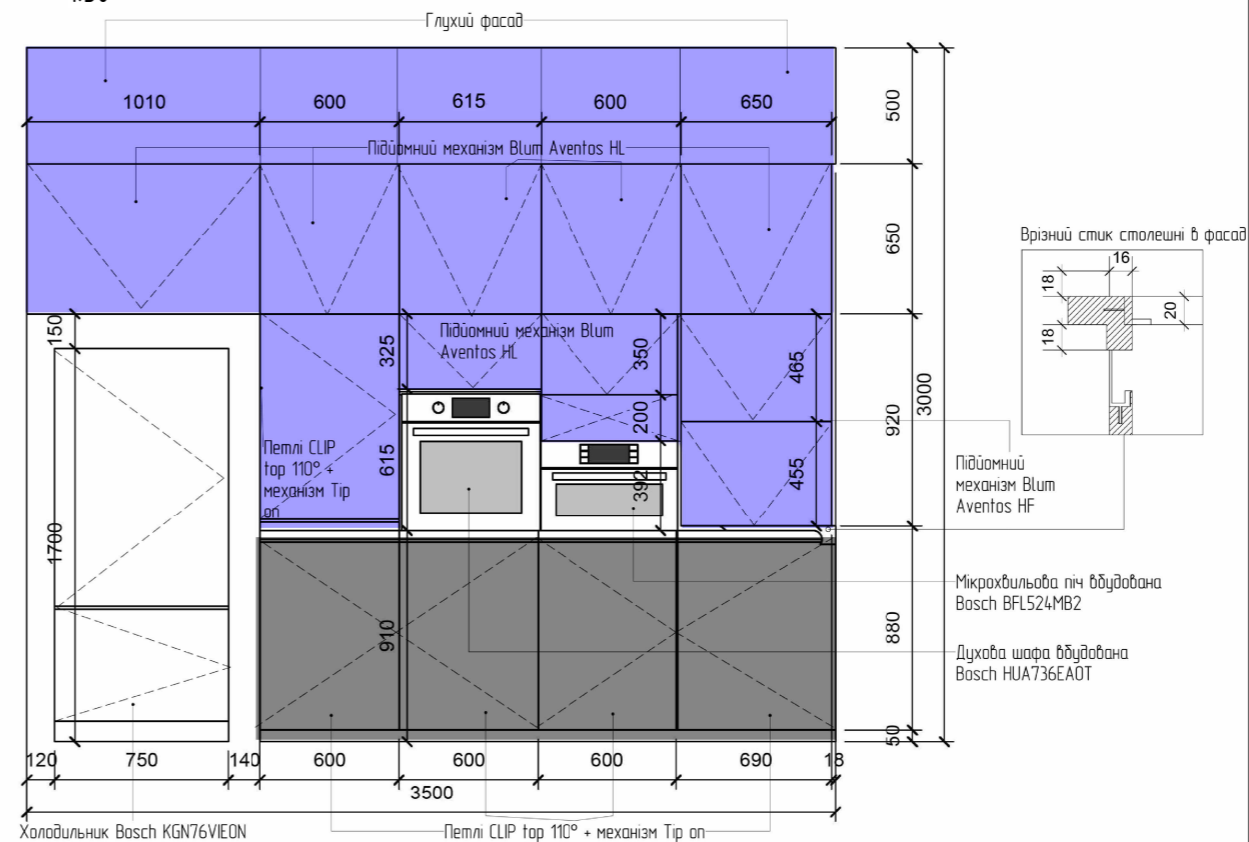 Глухий фасад
1010
600
615
600
650
500
Підйомний механізм Blum Aventos HL
650
Врізний стик столешні в фасад
16
18
20
18
150
325
Підйомний механізм Blum
Aventos HL
350
465
920
3000
200
Петлі CLIP
top 110° +
механізм Tip
on
615
392
455
Підйомний
механізм Blum
Aventos HF
1700
Мікрохвильова піч вбудована
Bosch BFL524MB2
910
880
Духова шафа вбудована
Bosch HUA736EAOT
50
120
750
140
600
600
600
690
18
3500
Холодильник Bosch KGN76VIEON
Петлі CLIP top 110° + механізм Tip on